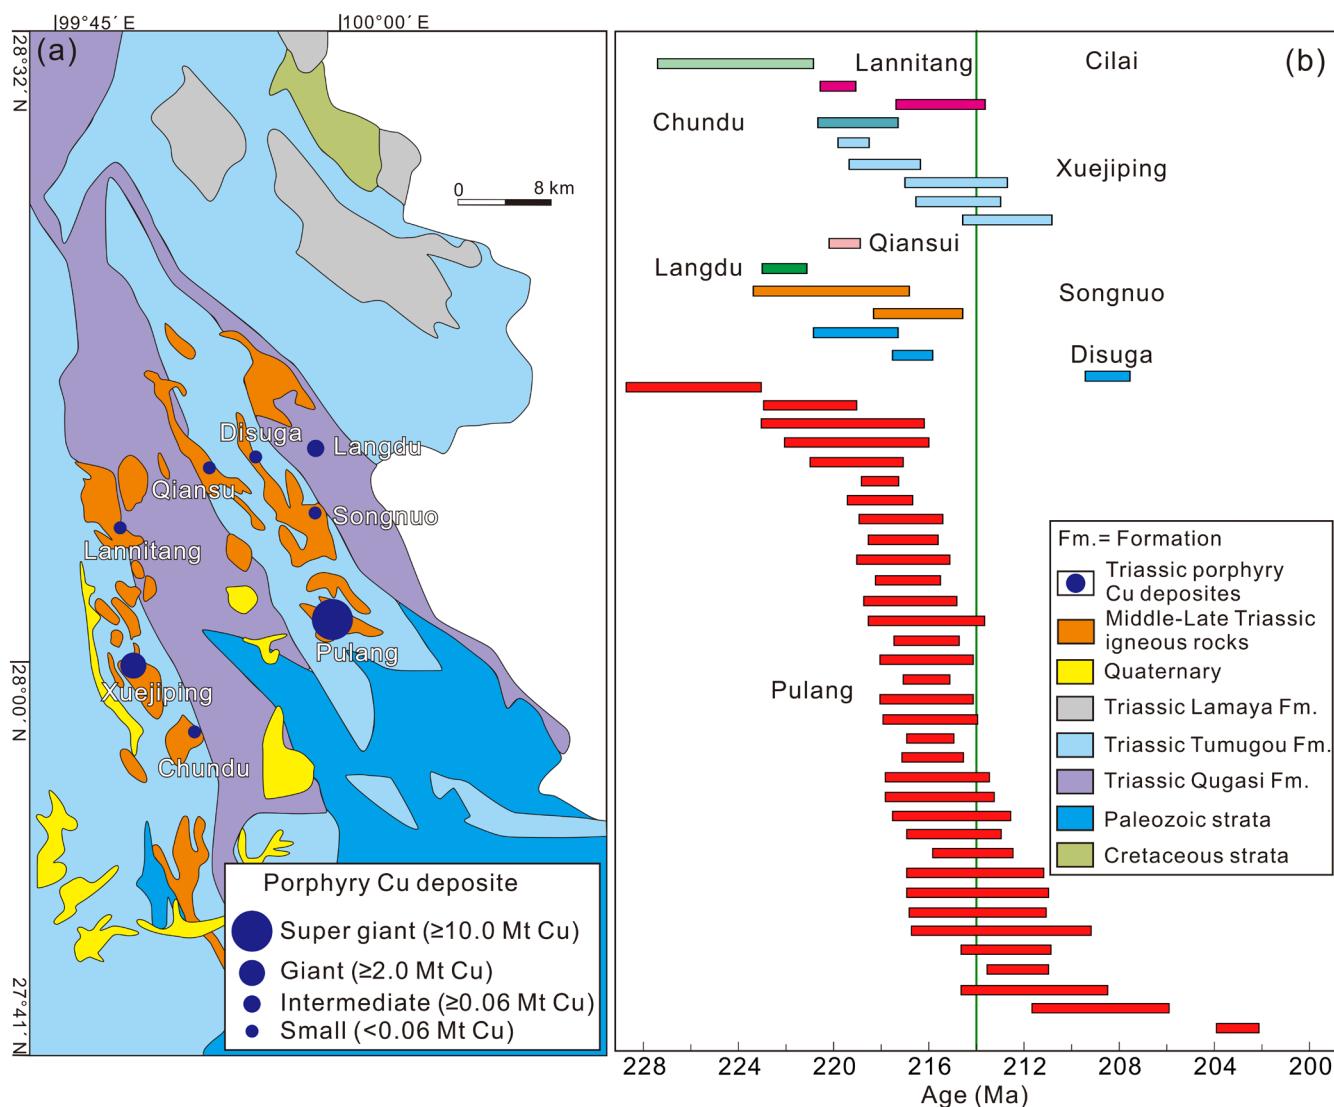 99°45′ E
100°00′ E
28°32′ N
(a)
0
8 km
Disuga
Langdu
Qiansu
Songnuo
Lannitang
Pulang
Xuejiping
28°00′ N
Chundu
Porphyry Cu deposite
Super giant (≥10.0 Mt Cu)
Giant (≥2.0 Mt Cu)
Intermediate (≥0.06 Mt Cu)
Small (<0.06 Mt Cu)
27°41′ N
(b)
Lannitang
Cilai
Chundu
Xuejiping
Qiansui
Langdu
Songnuo
Disuga
Pulang
Fm.= Formation
Triassic porphyry
Cu deposites
Middle-Late Triassic
igneous rocks
Quaternary
Triassic Lamaya Fm.
Triassic Tumugou Fm.
Triassic Qugasi Fm.
Paleozoic strata
Cretaceous strata
228 224 220 216 212 208 204 200
Age (Ma)